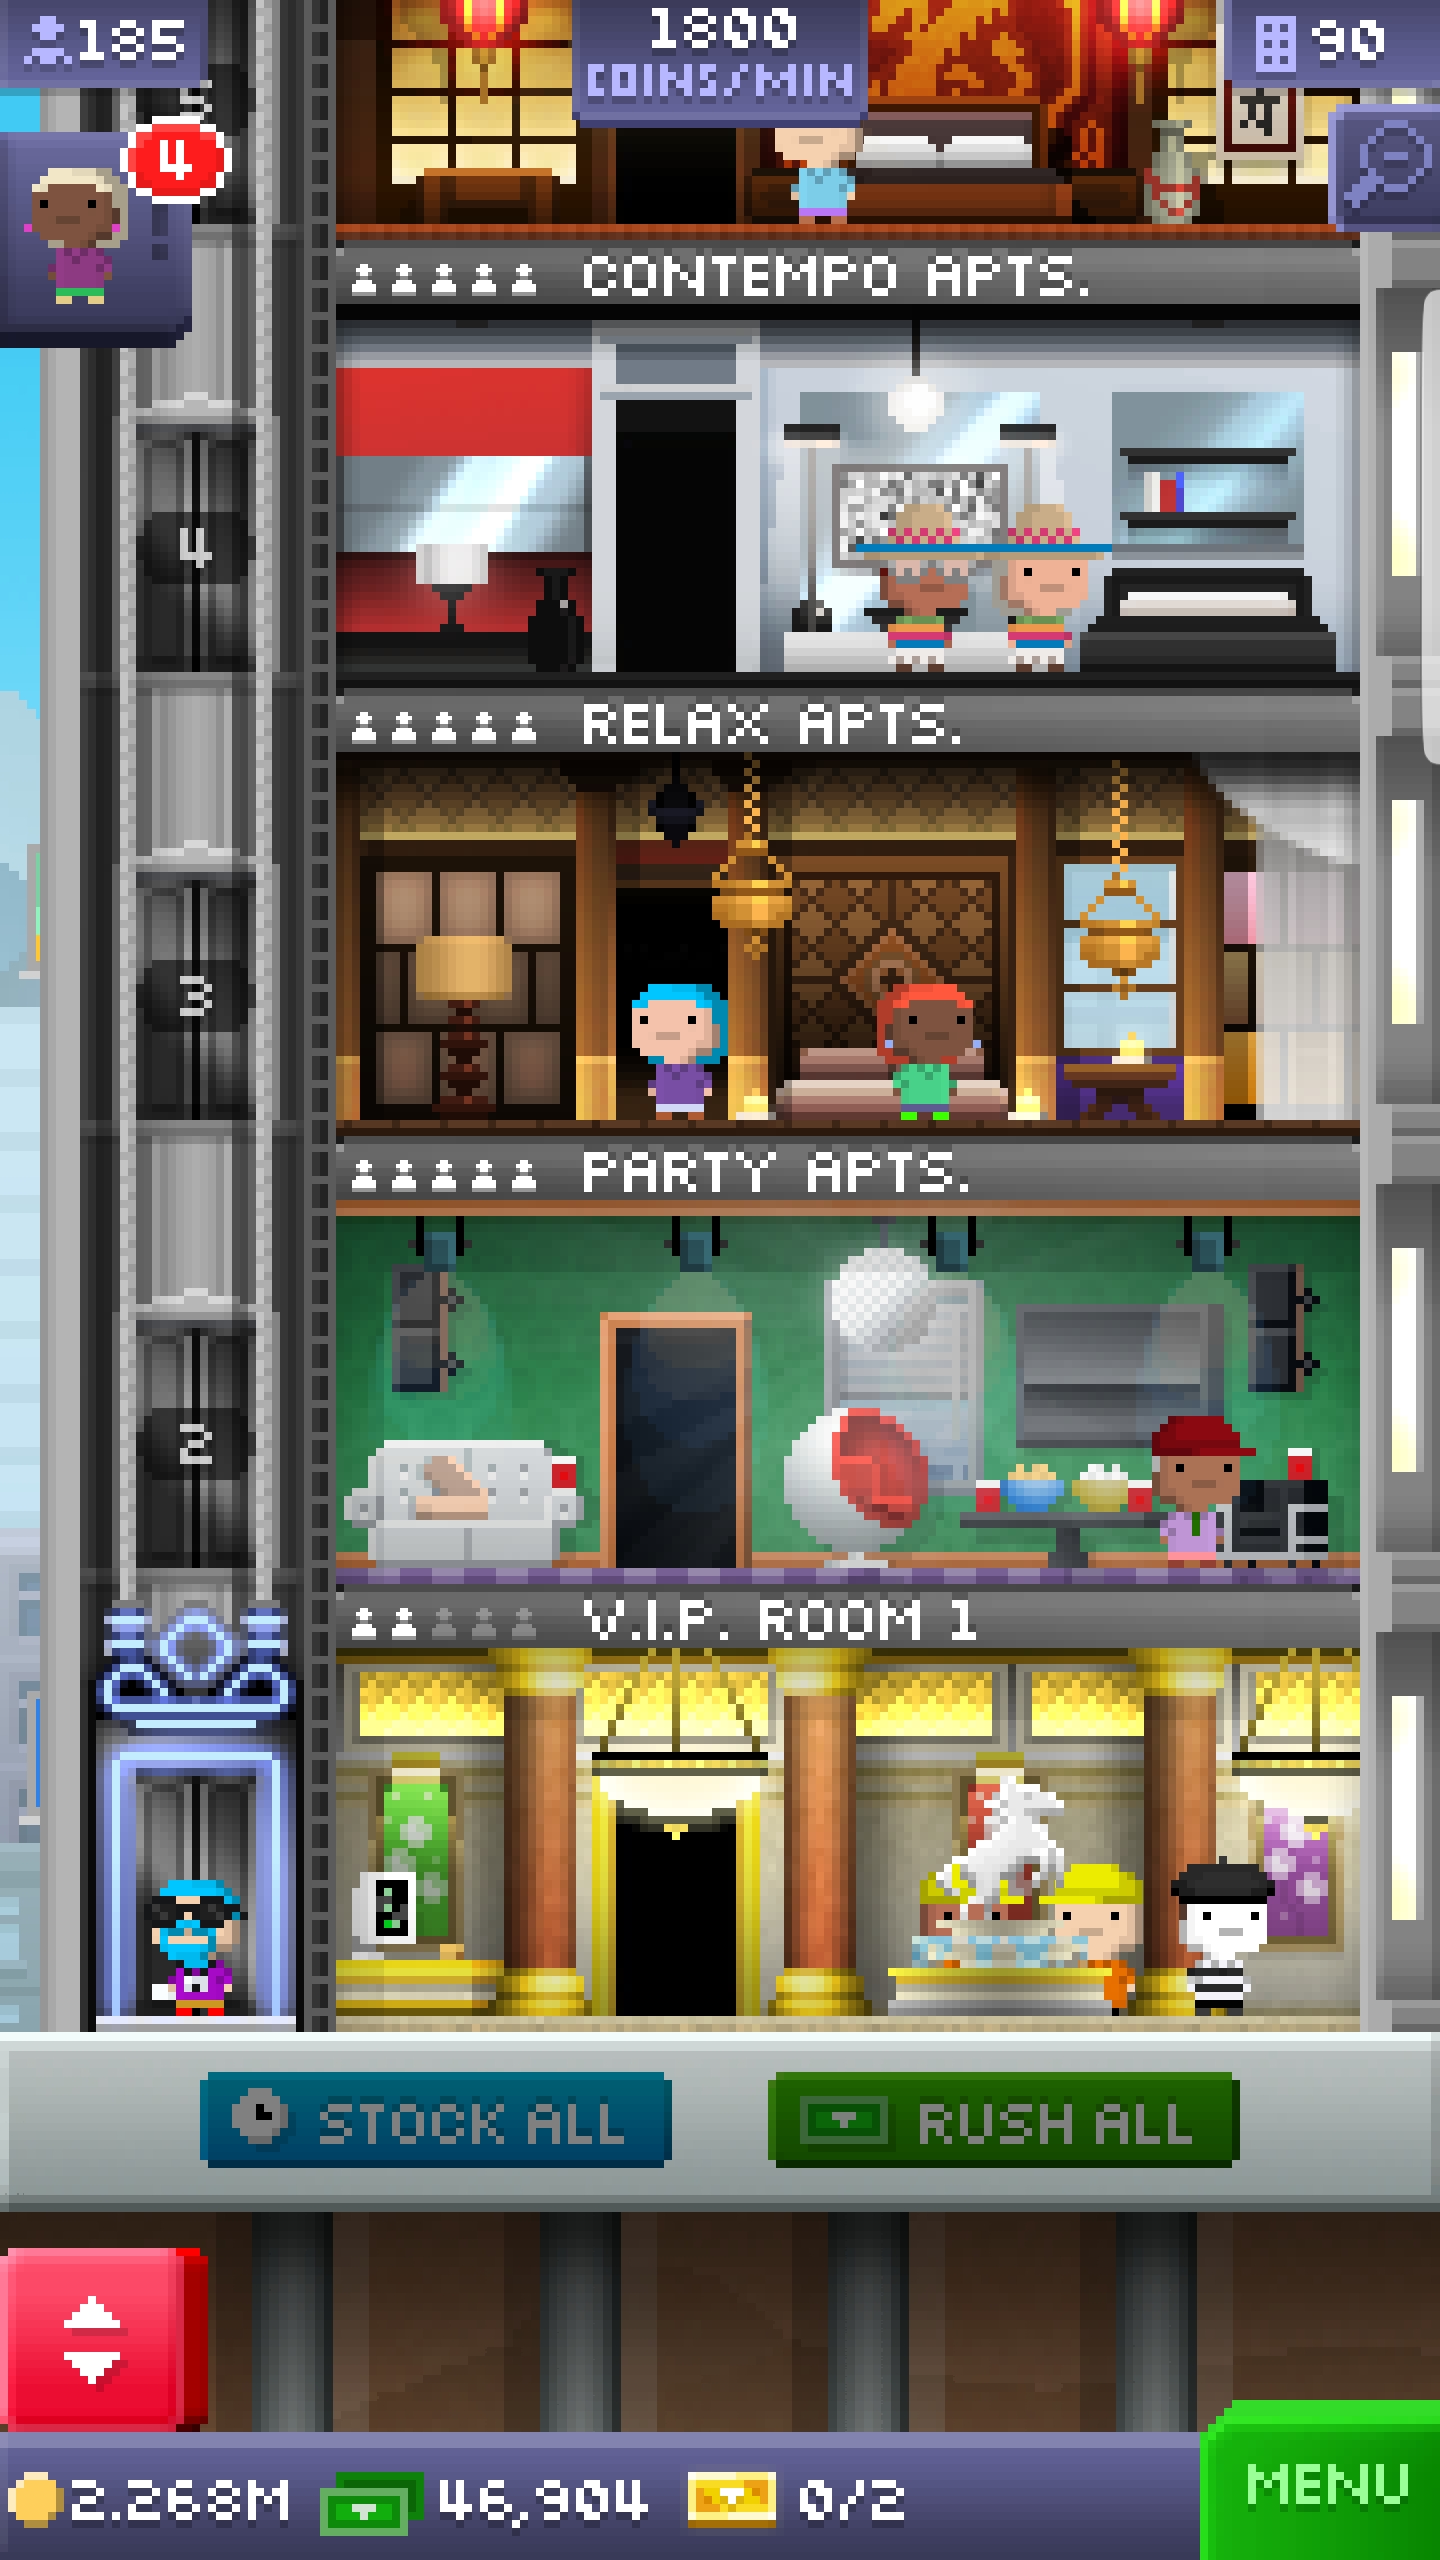 185
1800
COINS/MIN
90
5
4
CONTEMPO APTS.
4
RELAX APTS.
3
PARTY APTS.
2
V.I.P. ROOM 1
STOCK ALL
RUSH ALL
2.268M
46,904
0/2
MENU